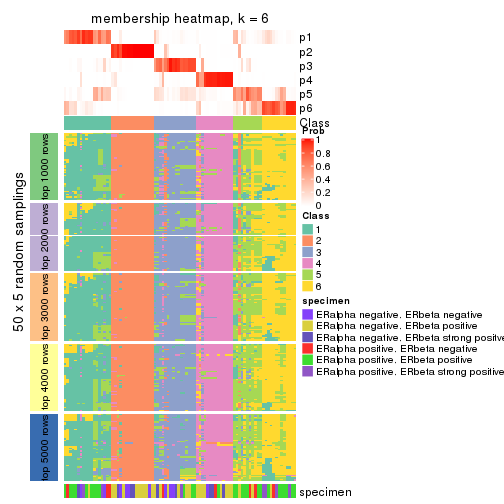 membership heatmap, k = 6
p1
p2
p3
p4
p5
p6
Class
Prob
1
0.8
0.6
0.4
0.2
0
Class
1
2
3
4
5
6
specimen
ERalpha negative. ERbeta negative
ERalpha negative. ERbeta positive
ERalpha negative. ERbeta strong positve
ERalpha positive. ERbeta negative
ERalpha positive. ERbeta positive
ERalpha positive. ERbeta strong positve
50 x 5 random samplings
top 1000 rows
top 2000 rows
top 3000 rows
top 4000 rows
top 5000 rows
specimen